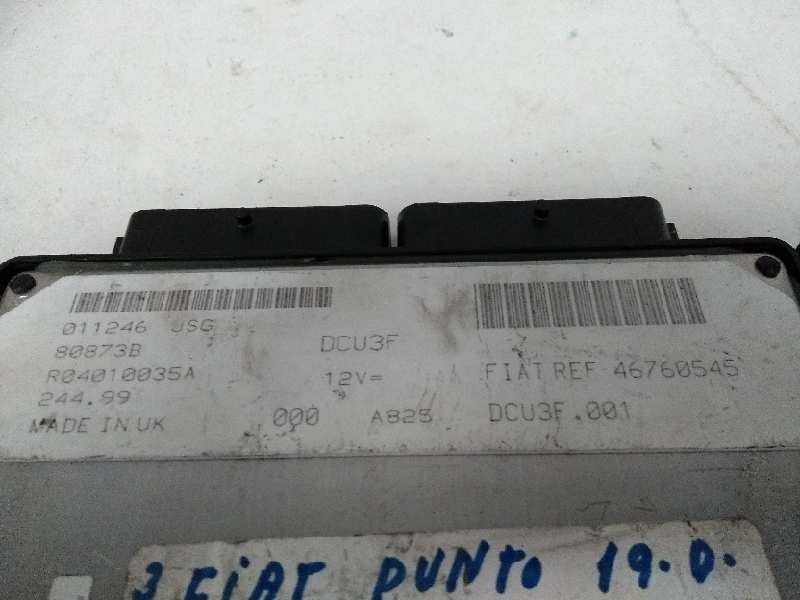 011246 USG
80873B DCU3F
R04010035A 12V= FIAT REF 46760545
244.99
MADE IN UK 000 A825 DCU3F.001
3 FIAT PUNTO 19.D.